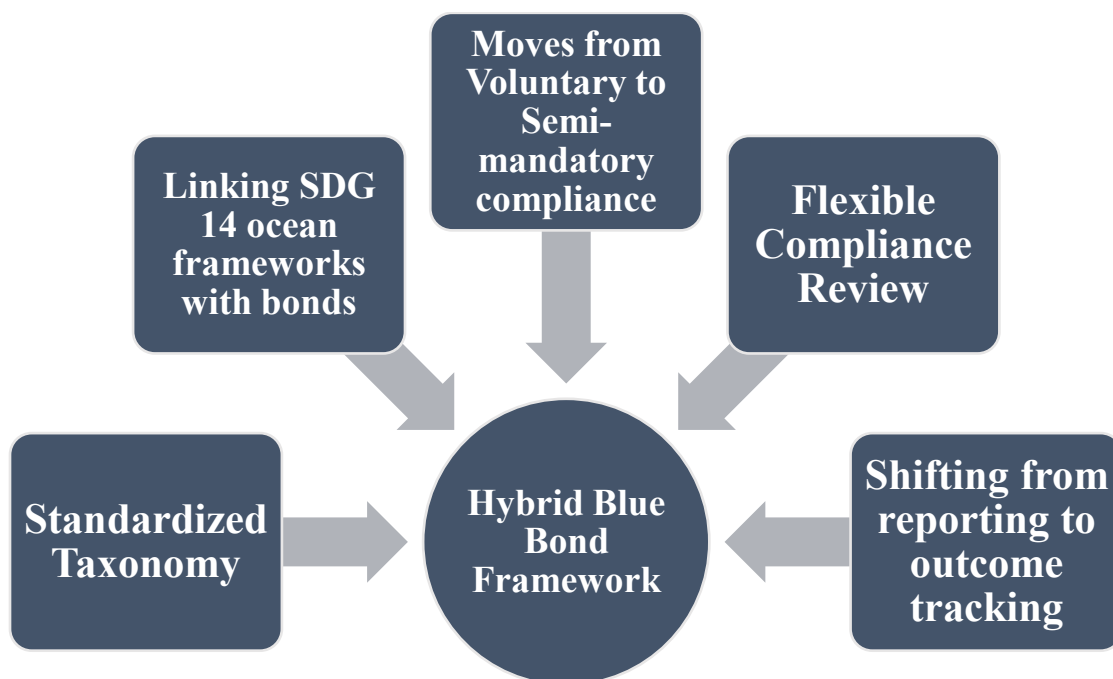 Moves from
Voluntary to
Semi-
mandatory
compliance
Linking SDG
14 ocean
frameworks
with bonds
Flexible
Compliance
Review
Standardized
Taxonomy
Hybrid Blue
Bond
Framework
Shifting from
reporting to
outcome
tracking